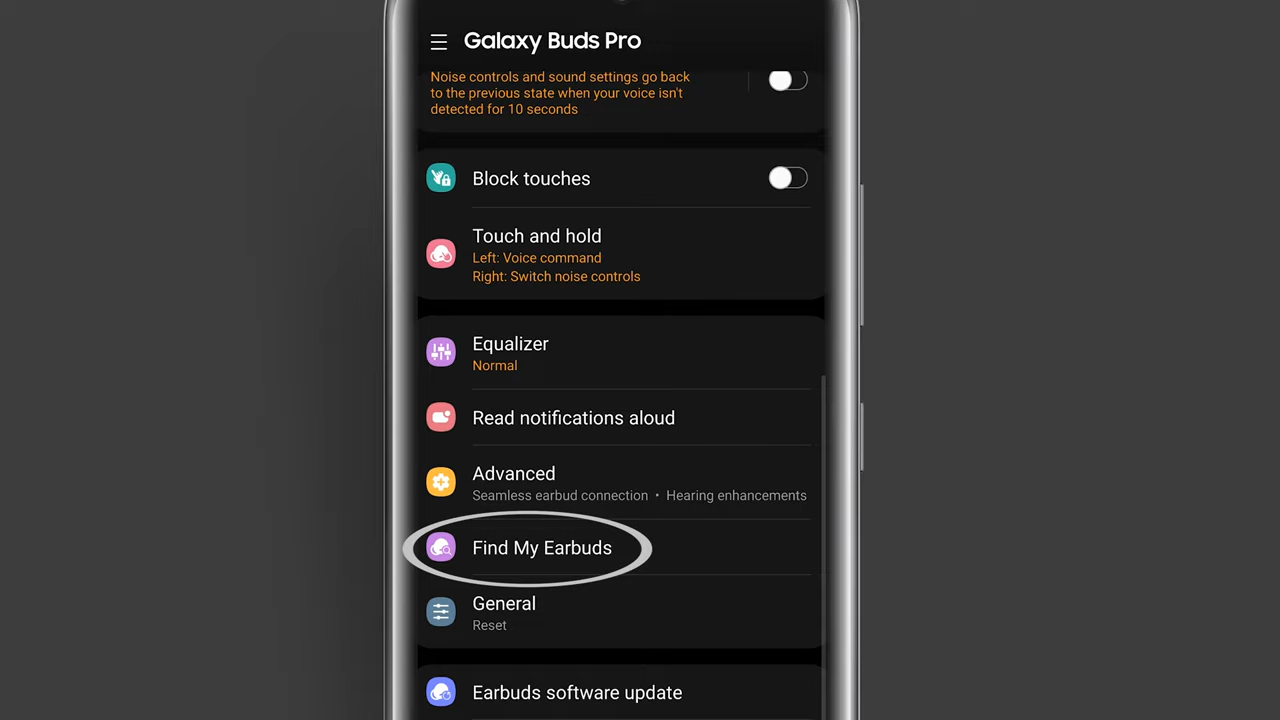 Galaxy Buds Pro
Noise controls and sound settings go back
to the previous state when your voice isn't
detected for 10 seconds
Block touches
Touch and hold
Left: Voice command
Right: Switch noise controls
Equalizer
Normal
Read notifications aloud
Advanced
Seamless earbud connection • Hearing enhancements
Find My Earbuds
General
Reset
Earbuds software update